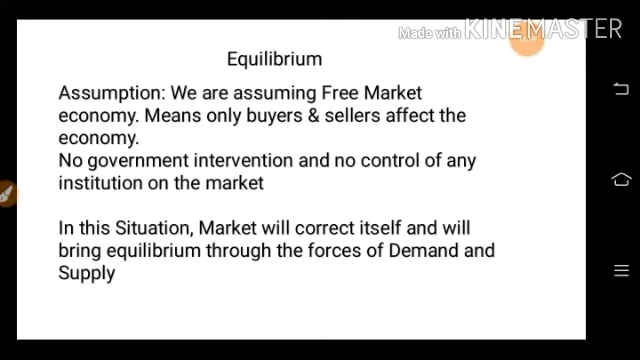 Made with KINEMASTER
Equilibrium
Assumption: We are assuming Free Market
economy. Means only buyers & sellers affect the
economy.
No government intervention and no control of any
institution on the market
In this Situation, Market will correct itself and will
bring equilibrium through the forces of Demand and
Supply